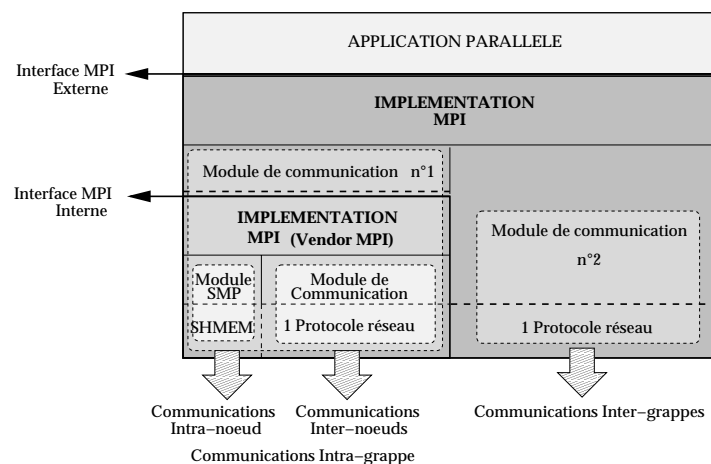 APPLICATION PARALLELE
Interface MPI
Externe
IMPLEMENTATION
MPI
Module de communication n°1
Interface MPI
Interne
IMPLEMENTATION
MPI (Vendor MPI)
Module de communication
n°2
Module
SMP
Module de
Communication
SHMEM
1 Protocole réseau
1 Protocole réseau
Communications
Intra−noeud
Communications
Inter−noeuds
Communications Inter−grappes
Communications Intra−grappe